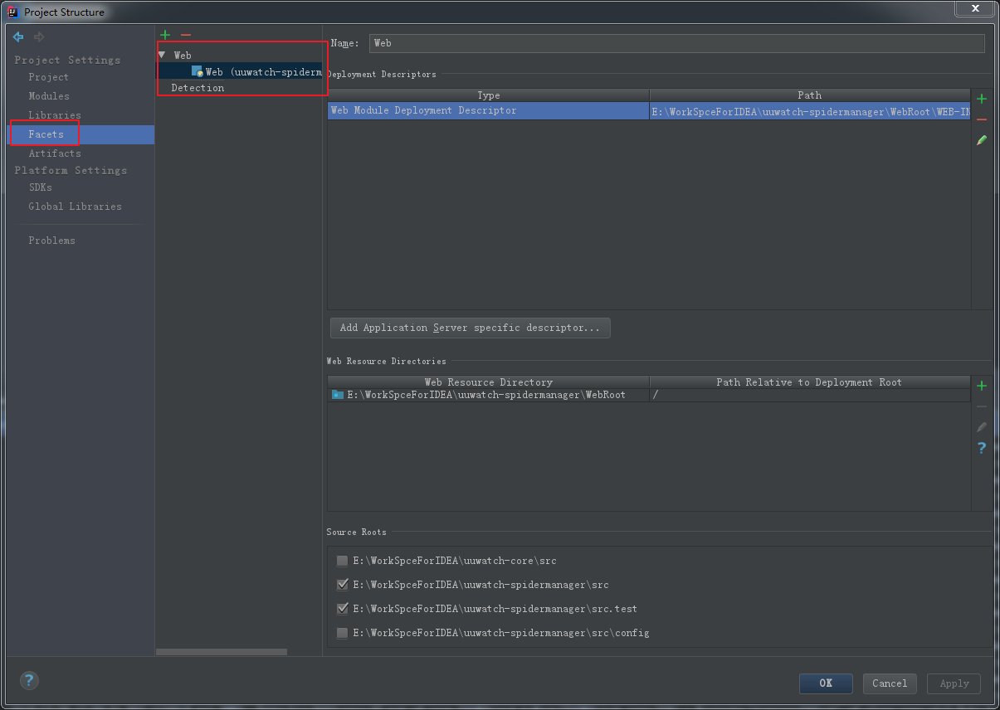 Project Structure
Project Settings
Project
Modules
Libraries
Facets
Artifacts
Platform Settings
SDKs
Global Libraries
Problems
Web
Web (uuwatch-spiderm
Detection
Name: Web
Deployment Descriptors
Type Path
Web Module Deployment Descriptor E:\WorkSpceForIDEA\uuwatch-spidermanager\WebRoot\WEB-IN
Add Application Server specific descriptor...
Web Resource Directories
Web Resource Directory Path Relative to Deployment Root
E:\WorkSpceForIDEA\uuwatch-spidermanager\WebRoot /
Source Roots
E:\WorkSpceForIDEA\uuwatch-core\src
E:\WorkSpceForIDEA\uuwatch-spidermanager\src
E:\WorkSpceForIDEA\uuwatch-spidermanager\src.test
E:\WorkSpceForIDEA\uuwatch-spidermanager\src\config
? OK Cancel Apply